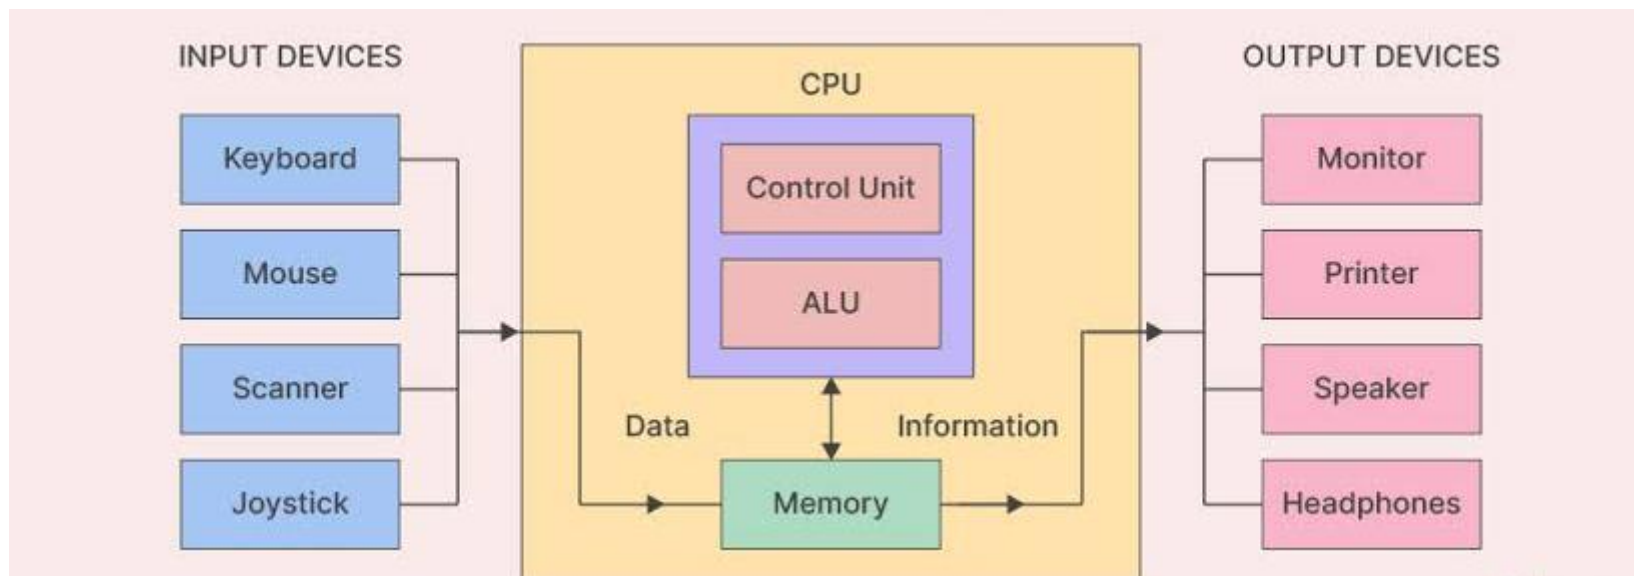 INPUT DEVICES
Keyboard
Mouse
Scanner
Joystick
CPU
Control Unit
ALU
Data
Information
Memory
OUTPUT DEVICES
Monitor
Printer
Speaker
Headphones